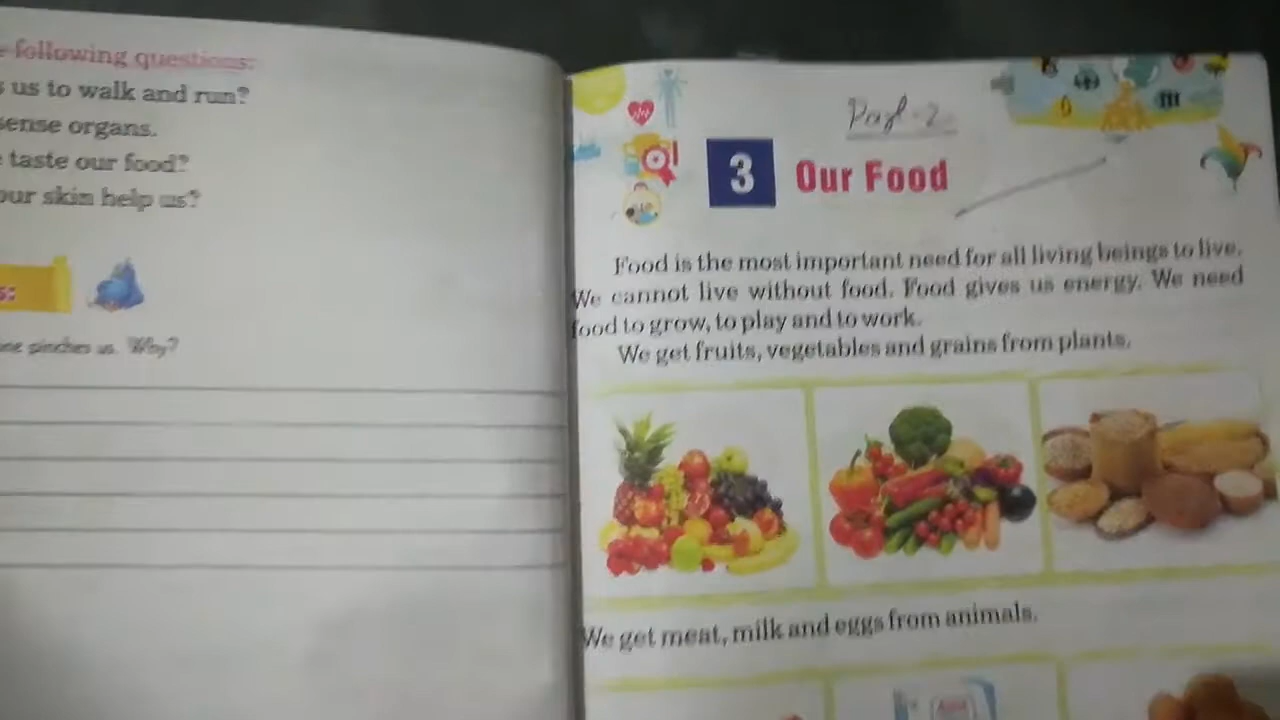 following questions:
us to walk and run?
sense organs.
taste our food?
our skin help us?
pinches us. Why?
3 Our Food
Food is the most important need for all living beings to live.
We cannot live without food. Food gives us energy. We need
food to grow, to play and to work.
We get fruits, vegetables and grains from plants.
We get meat, milk and eggs from animals.